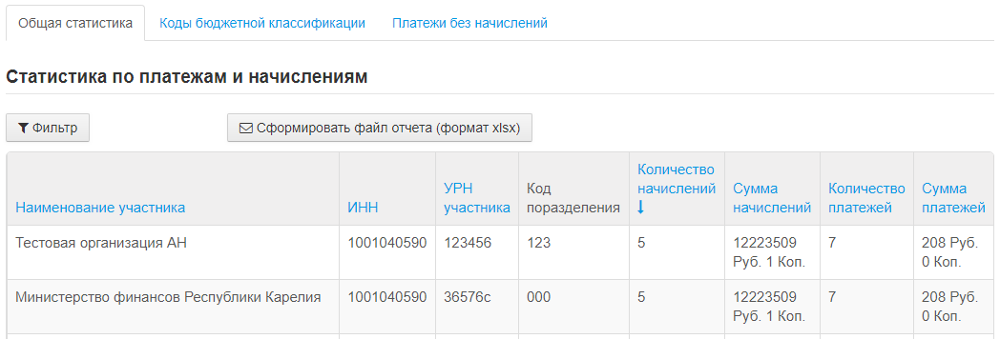 Общая статистика Коды бюджетной классификации Платежи без начислений
Статистика по платежам и начислениям
Фильтр Сформировать файл отчета (формат xlsx)
Наименование участника ИНН УРН участника Код поразделения Количество начислений Сумма начислений Количество платежей Сумма платежей
Тестовая организация АН 1001040590 123456 123 5 12223509 Руб. 1 Коп. 7 208 Руб. 0 Коп.
Министерство финансов Республики Карелия 1001040590 36576с 000 5 12223509 Руб. 1 Коп. 7 208 Руб. 0 Коп.